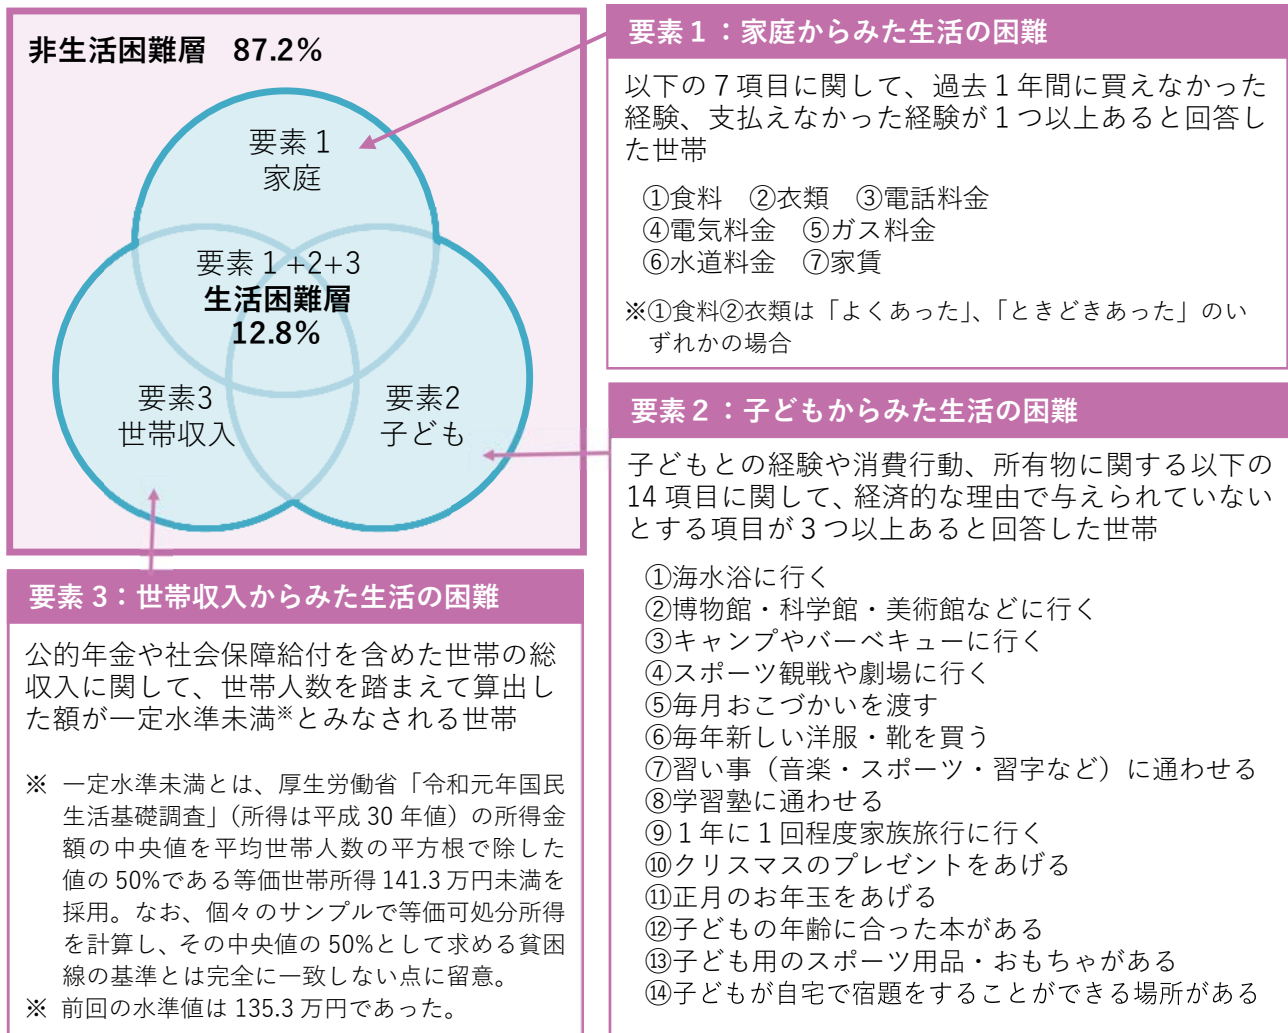 非生活困難層 87.2%
要素1
家庭
要素1+2+3
生活困難層
12.8%
要素3
世帯収入
要素2
子ども
要素1：家庭からみた生活の困難
以下の7項目に関して、過去1年間に買えなかった
経験、支払えなかった経験が1つ以上あると回答し
た世帯
①食料 ②衣類 ③電話料金
④電気料金 ⑤ガス料金
⑥水道料金 ⑦家賃
※①食料②衣類は「よくあった」、「ときどきあった」のい
ずれかの場合
要素2：子どもからみた生活の困難
子どもとの経験や消費行動、所有物に関する以下の
14項目に関して、経済的な理由で与えられていない
とする項目が3つ以上あると回答した世帯
①海水浴に行く
②博物館・科学館・美術館などに行く
③キャンプやバーベキューに行く
④スポーツ観戦や劇場に行く
⑤毎月おこづかいを渡す
⑥毎年新しい洋服・靴を買う
⑦習い事（音楽・スポーツ・習字など）に通わせる
⑧学習塾に通わせる
⑨1年に1回程度家族旅行に行く
⑩クリスマスのプレゼントをあげる
⑪正月のお年玉をあげる
⑫子どもの年齢に合った本がある
⑬子ども用のスポーツ用品・おもちゃがある
⑭子どもが自宅で宿題をすることができる場所がある
要素3：世帯収入からみた生活の困難
公的年金や社会保障給付を含めた世帯の総
収入に関して、世帯人数を踏まえて算出し
た額が一定水準未満※とみなされる世帯
※ 一定水準未満とは、厚生労働省「令和元年国民
生活基礎調査」（所得は平成30年値）の所得金
額の中央値を平均世帯人数の平方根で除した
値の50%である等価世帯所得141.3万円未満を
採用。なお、個々のサンプルで等価可処分所得
を計算し、その中央値の50%として求める貧困
線の基準とは完全に一致しない点に留意。
※ 前回の水準値は135.3万円であった。